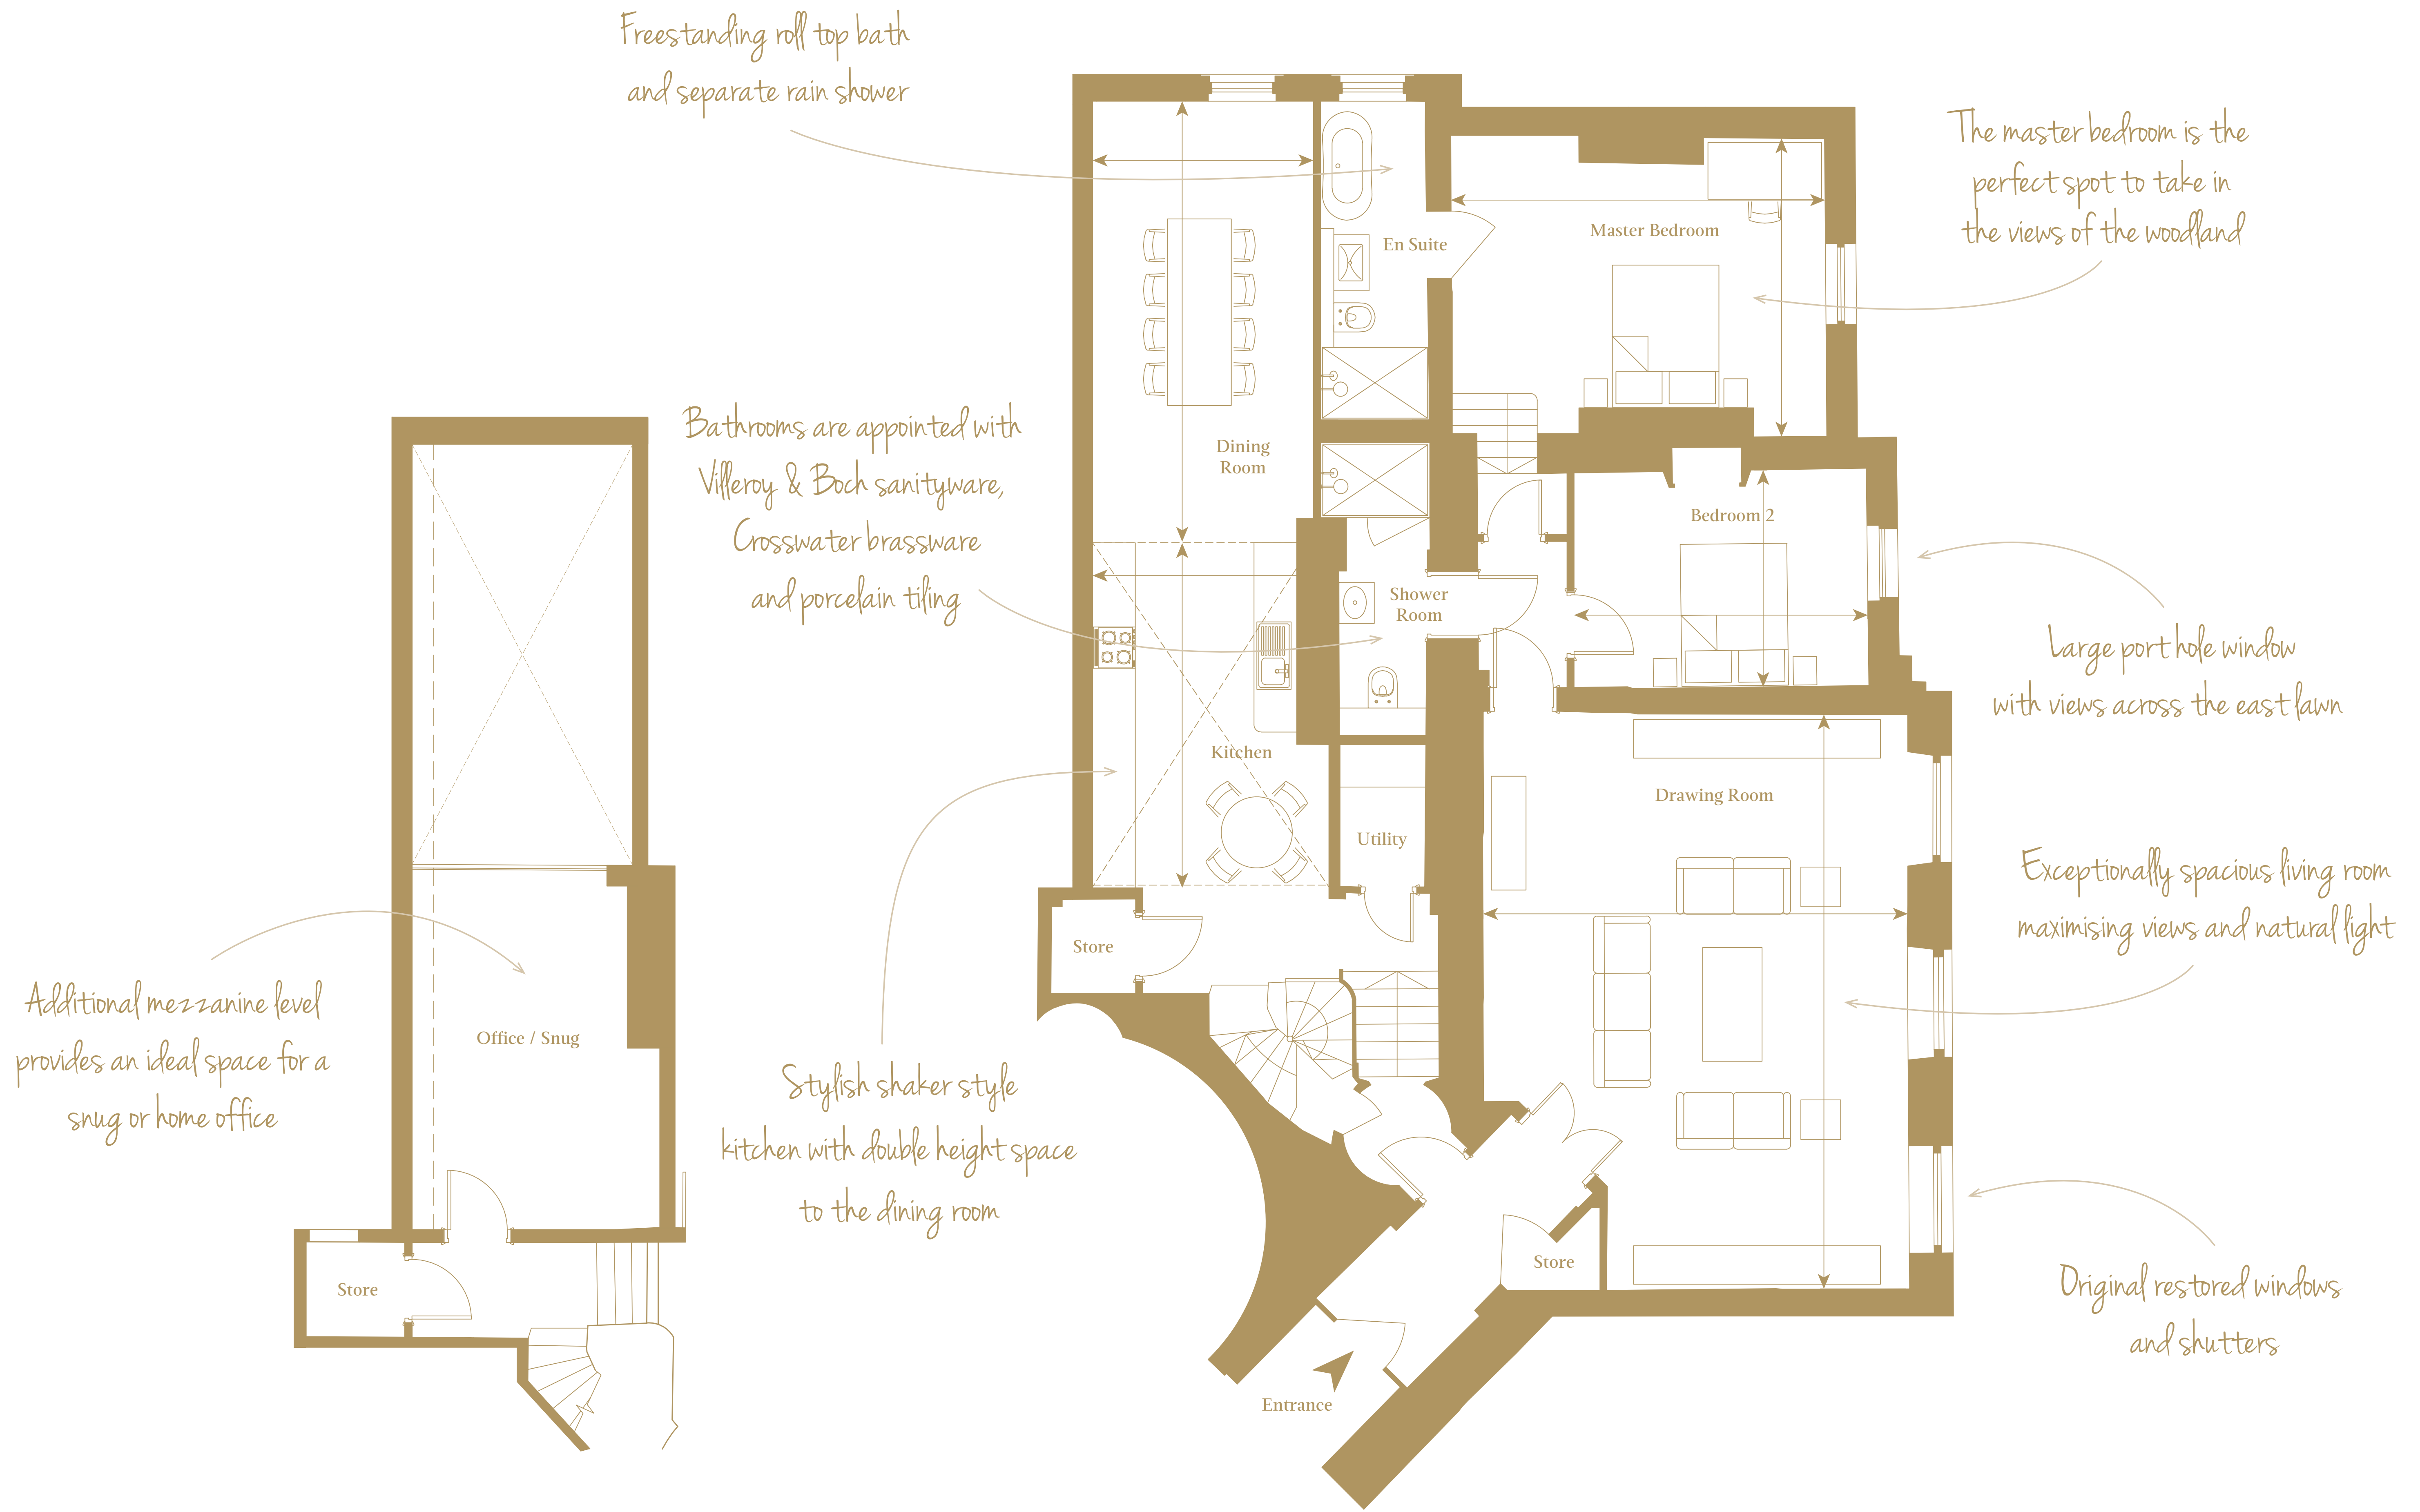 Freestanding roll top bath
and separate rain shower
The master bedroom is the
perfect spot to take in
the views of the woodland
Master Bedroom
En Suite
Bathrooms are appointed with
Villeroy & Boch sanityware,
Crosswater brassware
and porcelain tiling
Dining
Room
Bedroom 2
Shower
Room
Large port hole window
with views across the east lawn
Kitchen
Drawing Room
Utility
Exceptionally spacious living room
maximising views and natural light
Store
Additional mezzanine level
provides an ideal space for a
snug or home office
Office / Snug
Stylish shaker style
kitchen with double height space
to the dining room
Store
Store
Original restored windows
and shutters
Entrance